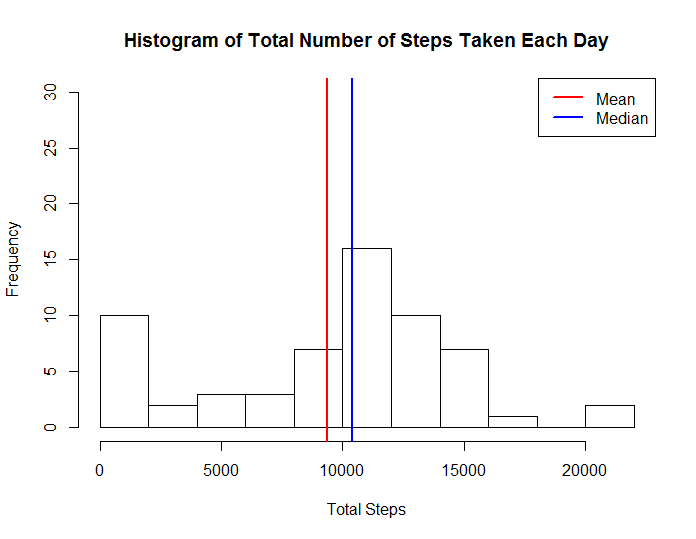 Histogram of Total Number of Steps Taken Each Day
Mean
Median
Frequency
30
25
20
15
10
5
0
0 5000 10000 15000 20000
Total Steps